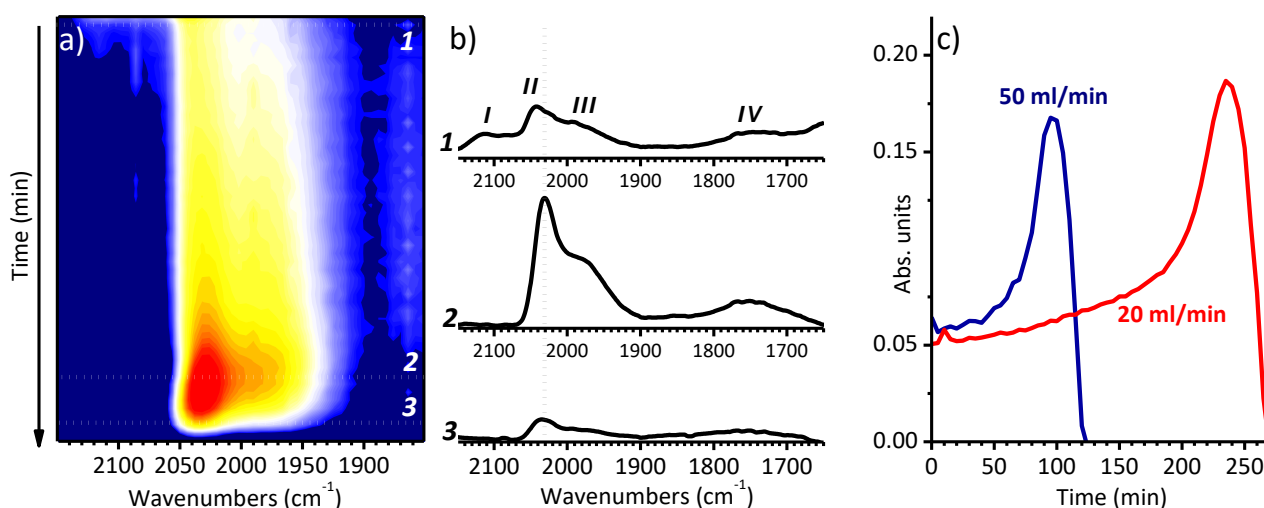 a)
1
2
3
Time (min)
2100 2050 2000 1950 1900
Wavenumbers (cm⁻¹)
b)
I II III IV
1
2100 2000 1900 1800 1700
2
2100 2000 1900 1800 1700
3
2100 2000 1900 1800 1700
Wavenumbers (cm⁻¹)
c)
50 ml/min
20 ml/min
Abs. units
0.20
0.15
0.05
0.00
0 50 100 150 200 250
Time (min)